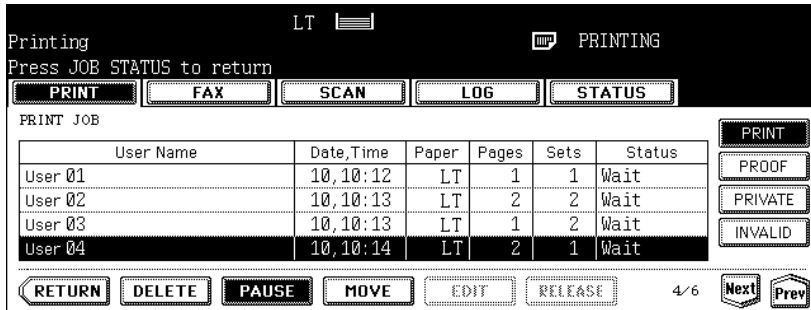 LT
Printing PRINTING
Press JOB STATUS to return
PRINT FAX SCAN LOG STATUS
PRINT JOB
PRINT
User Name Date,Time Paper Pages Sets Status
PROOF
User 01 10,10:12 LT 1 1 Wait
User 02 10,10:13 LT 2 2 Wait
PRIVATE
User 03 10,10:13 LT 1 2 Wait
INVALID
User 04 10,10:14 LT 2 1 Wait
RETURN DELETE PAUSE MOVE EDIT RELEASE 4/6 Next Prev